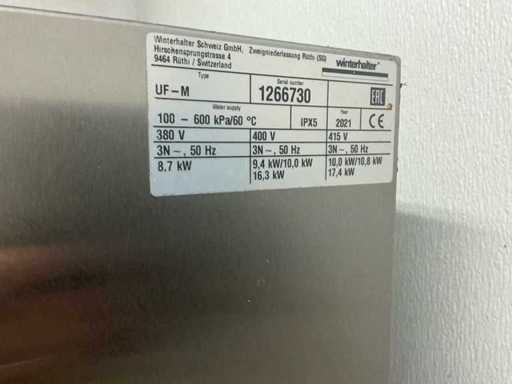 Winterhalter Schweiz GmbH, Zweigniederlassung Rüthi (SG)
Hirschensprungstrasse 4
9464 Rüthi / Switzerland
winterhalter
Type
Serial number
UF-M
1266730
EAC
Water supply
Year
100 - 600 kPa/60 °C
IPX5
2021
CE
380 V
400 V
415 V
3N~, 50 Hz
3N~, 50 Hz
3N~, 50 Hz
8.7 kW
9,4 kW/10,0 kW
10,0 kW/10,8 kW
16,3 kW
17,4 kW